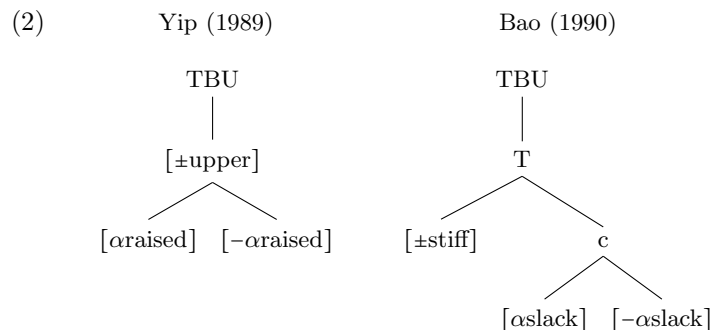 (2) Yip (1989) Bao (1990)
TBU TBU
[±upper] T
[αraised] [−αraised] [±stiff] c
[αslack] [−αslack]